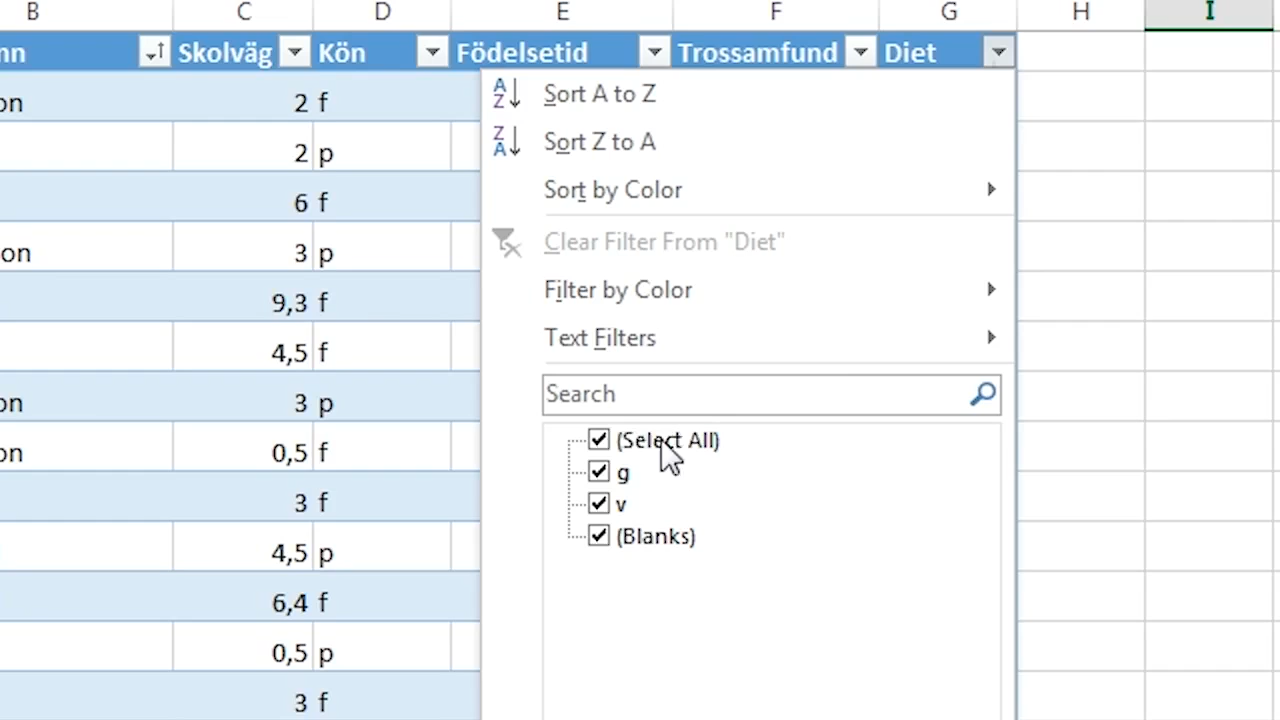 B C D E F G H I
nn Skolväg Kön Födelsetid Trossamfund Diet
on 2 f
2 p
6 f
on 3 p
9,3 f
4,5 f
on 3 p
on 0,5 f
3 f
4,5 p
6,4 f
0,5 p
3 f
Sort A to Z
Sort Z to A
Sort by Color
Clear Filter From "Diet"
Filter by Color
Text Filters
Search
(Select All)
g
v
(Blanks)